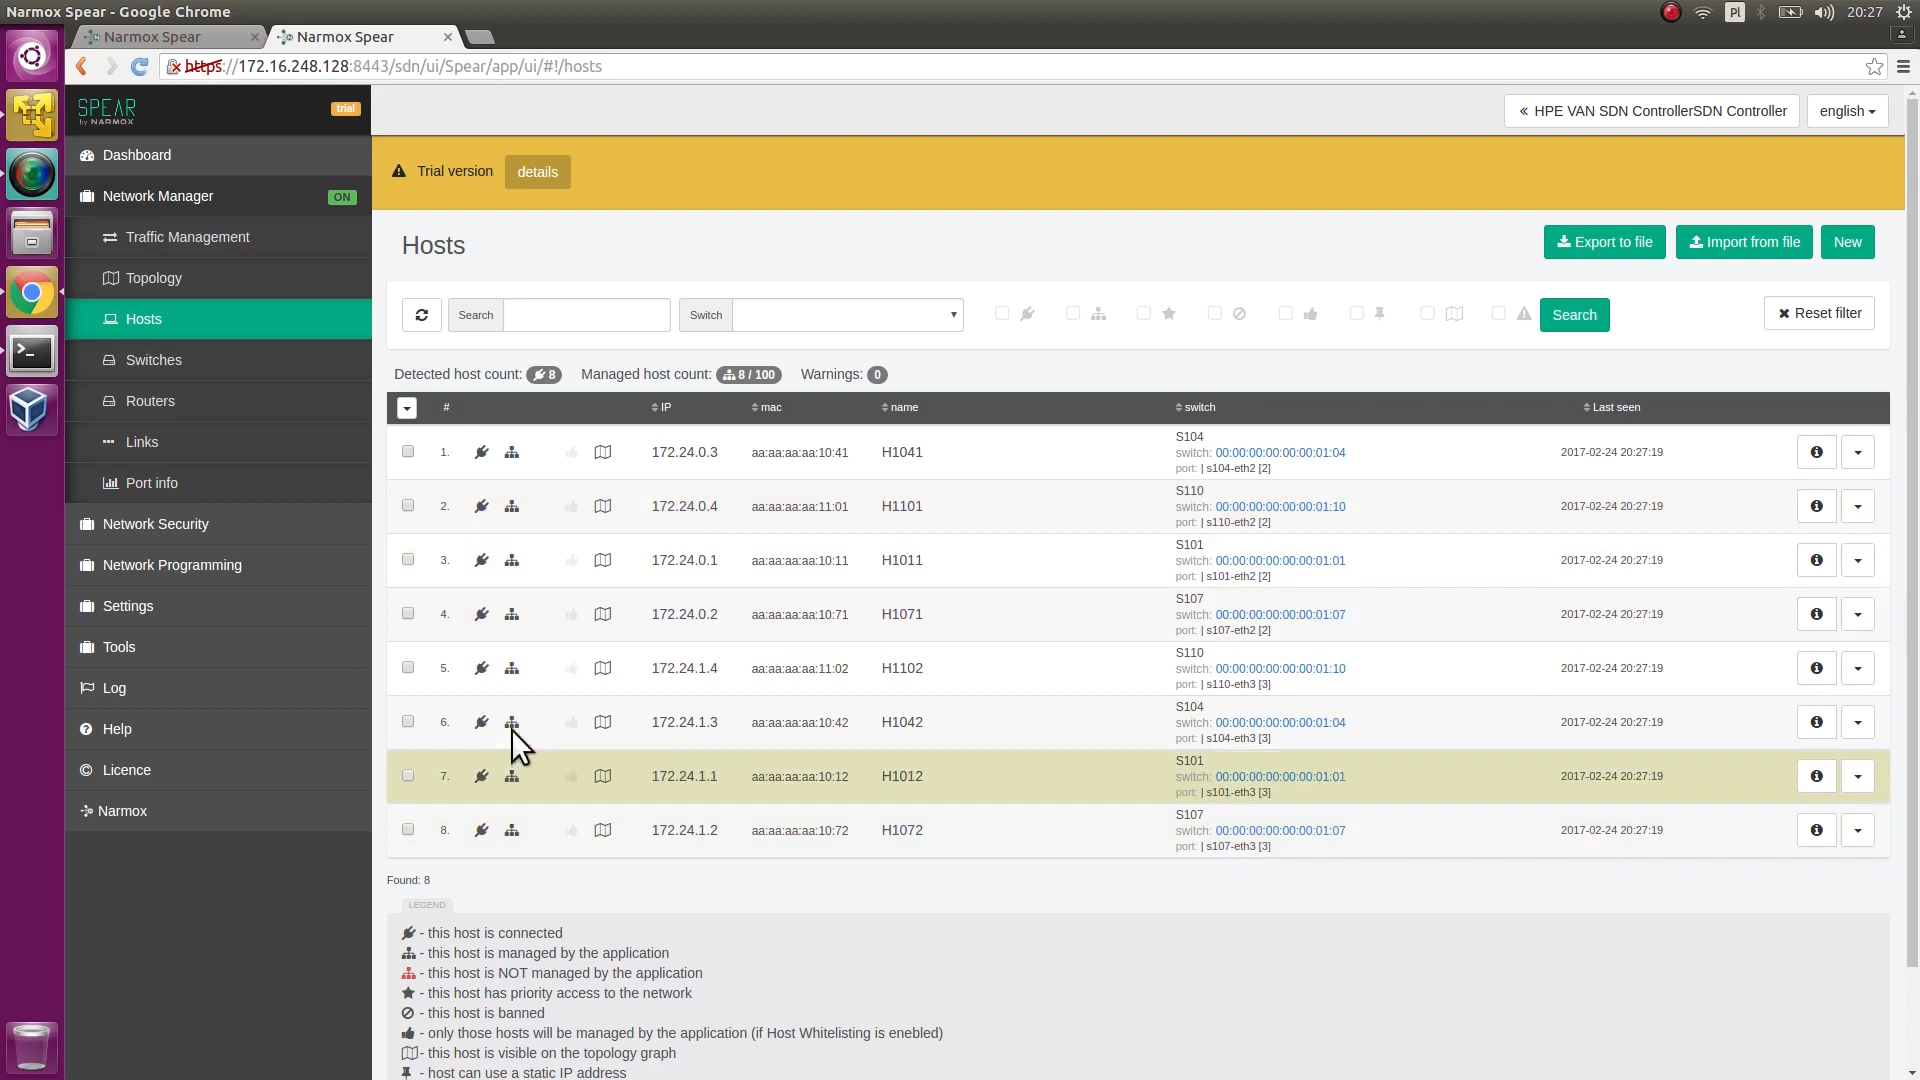 Narmox Spear - Google Chrome
Pl
20:27
Narmox Spear
Narmox Spear
https://172.16.248.128:8443/sdn/ui/Spear/app/ui/#!/hosts
SPEAR
by NARMOX
trial
« HPE VAN SDN ControllerSDN Controller
english
Dashboard
Network Manager
ON
Traffic Management
Topology
Hosts
Switches
Routers
Links
Port info
Network Security
Network Programming
Settings
Tools
Log
Help
Licence
Narmox
Trial version
details
Hosts
Export to file
Import from file
New
Search
Switch
Search
Reset filter
Detected host count: 8 Managed host count: 8 / 100 Warnings: 0
# IP mac name switch Last seen
S104
1. 172.24.0.3 aa:aa:aa:aa:10:41 H1041 switch: 00:00:00:00:00:00:01:04 2017-02-24 20:27:19
port: | s104-eth2 [2]
S110
2. 172.24.0.4 aa:aa:aa:aa:11:01 H1101 switch: 00:00:00:00:00:00:01:10 2017-02-24 20:27:19
port: | s110-eth2 [2]
S101
3. 172.24.0.1 aa:aa:aa:aa:10:11 H1011 switch: 00:00:00:00:00:00:01:01 2017-02-24 20:27:19
port: | s101-eth2 [2]
S107
4. 172.24.0.2 aa:aa:aa:aa:10:71 H1071 switch: 00:00:00:00:00:00:01:07 2017-02-24 20:27:19
port: | s107-eth2 [2]
S110
5. 172.24.1.4 aa:aa:aa:aa:11:02 H1102 switch: 00:00:00:00:00:00:01:10 2017-02-24 20:27:19
port: | s110-eth3 [3]
S104
6. 172.24.1.3 aa:aa:aa:aa:10:42 H1042 switch: 00:00:00:00:00:00:01:04 2017-02-24 20:27:19
port: | s104-eth3 [3]
S101
7. 172.24.1.1 aa:aa:aa:aa:10:12 H1012 switch: 00:00:00:00:00:00:01:01 2017-02-24 20:27:19
port: | s101-eth3 [3]
S107
8. 172.24.1.2 aa:aa:aa:aa:10:72 H1072 switch: 00:00:00:00:00:00:01:07 2017-02-24 20:27:19
port: | s107-eth3 [3]
Found: 8
LEGEND
- this host is connected
- this host is managed by the application
- this host is NOT managed by the application
- this host has priority access to the network
- this host is banned
- only those hosts will be managed by the application (if Host Whitelisting is enebled)
- this host is visible on the topology graph
- host can use a static IP address